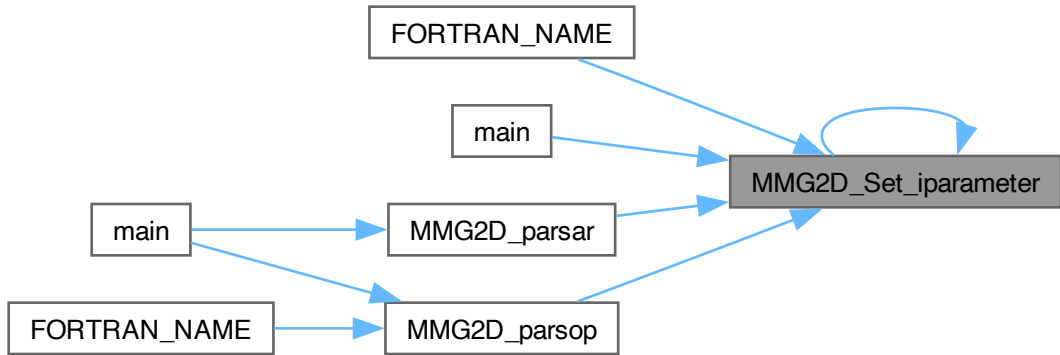 FORTRAN_NAME
main
MMG2D_Set_iparameter
main
MMG2D_parsar
FORTRAN_NAME
MMG2D_parsop